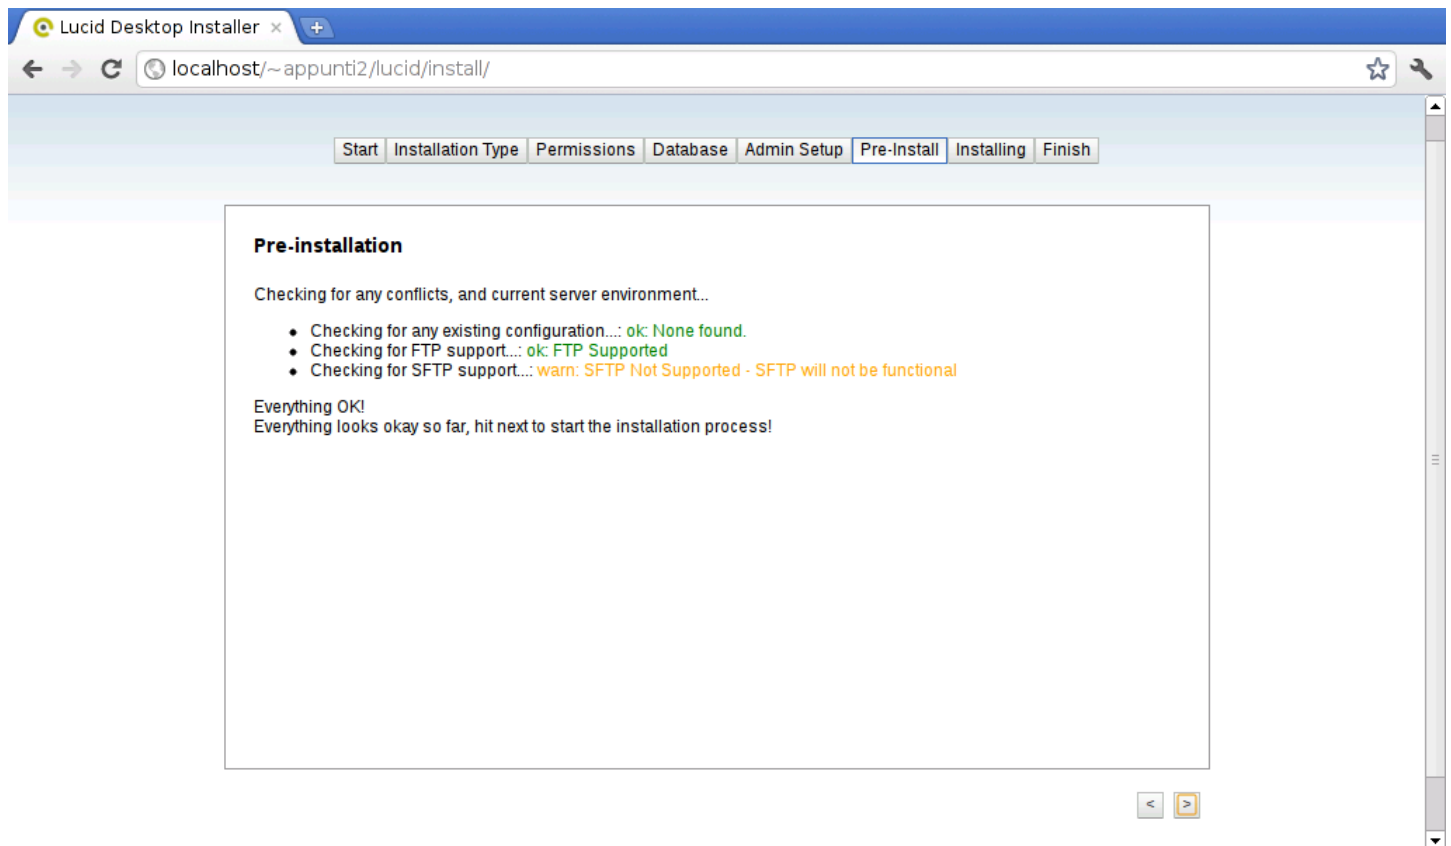 Lucid Desktop Installer ×
localhost/~appunti2/lucid/install/
Start Installation Type Permissions Database Admin Setup Pre-Install Installing Finish
Pre-installation
Checking for any conflicts, and current server environment...
Checking for any existing configuration...: ok: None found.
Checking for FTP support...: ok: FTP Supported
Checking for SFTP support...: warn: SFTP Not Supported - SFTP will not be functional
Everything OK!
Everything looks okay so far, hit next to start the installation process!
< >